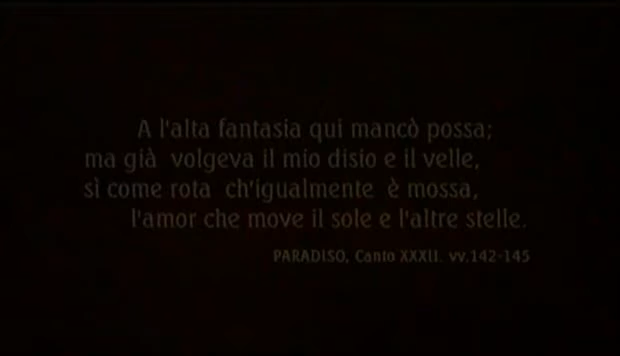 A l'alta fantasia qui mancò possa;
ma già volgeva il mio disio e il velle,
sì come rota ch'igualmente è mossa,
l'amor che move il sole e l'altre stelle.
PARADISO, Canto XXXII. vv.142-145